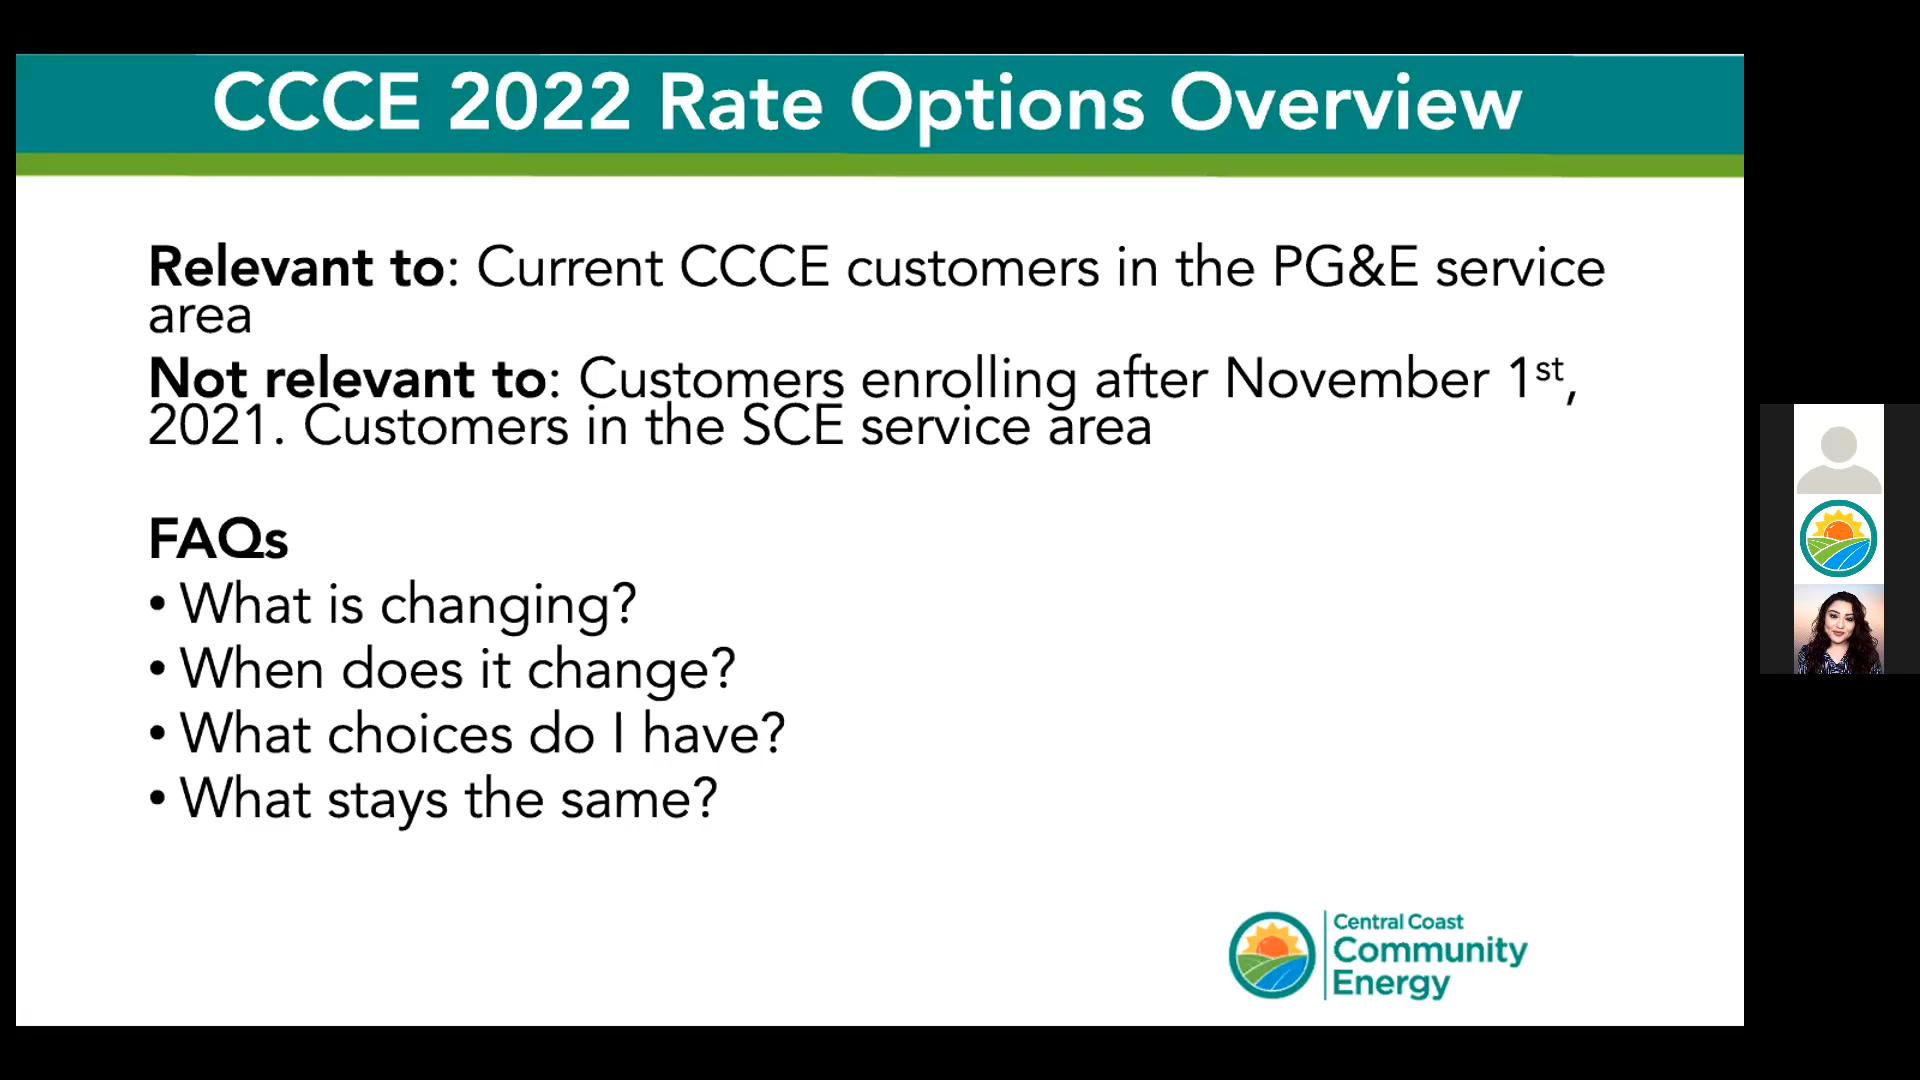 CCCE 2022 Rate Options Overview
Relevant to: Current CCCE customers in the PG&E service
area
Not relevant to: Customers enrolling after November 1st,
2021. Customers in the SCE service area
FAQs
• What is changing?
• When does it change?
• What choices do I have?
• What stays the same?
Central Coast
Community
Energy